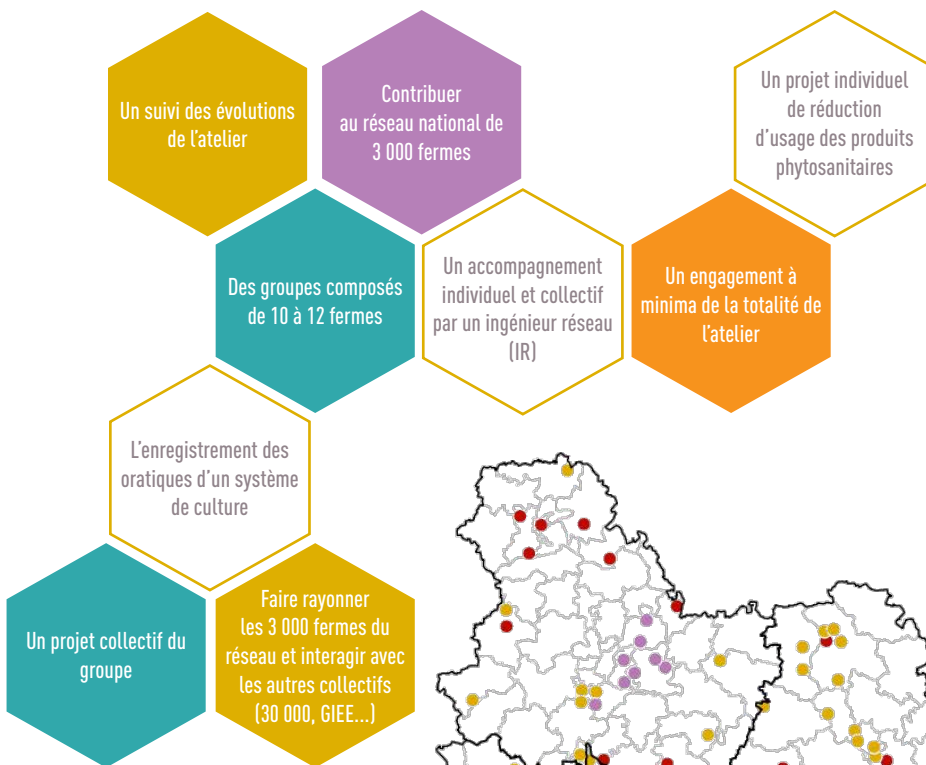 Un suivi des évolutions
de l'atelier
Contribuer
au réseau national de
3 000 fermes
Un projet individuel
de réduction
d'usage des produits
phytosanitaires
Des groupes composés
de 10 à 12 fermes
Un accompagnement
individuel et collectif
par un ingénieur réseau
(IR)
Un engagement à
minima de la totalité de
l'atelier
L'enregistrement des
oratiques d'un système
de culture
Un projet collectif du
groupe
Faire rayonner
les 3 000 fermes du
réseau et interagir avec
les autres collectifs
(30 000, GIEE...)